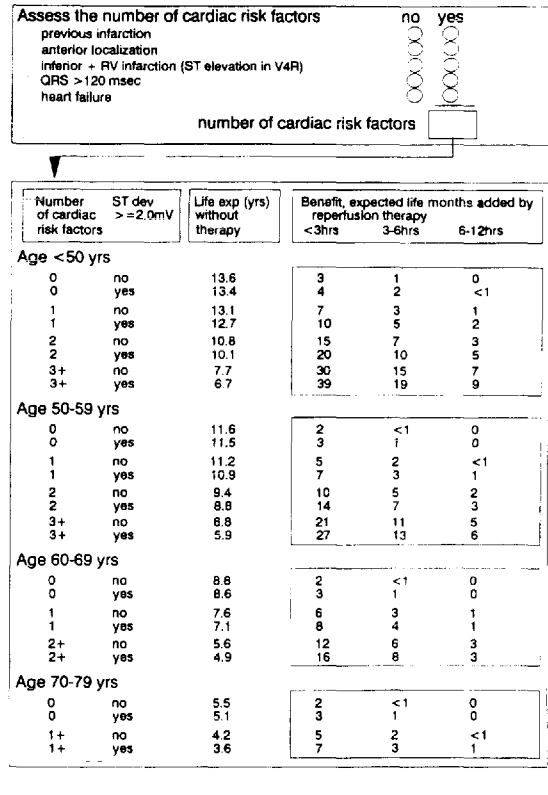 Assess the number of cardiac risk factors no yes
previous infarction
anterior localization
inferior + RV infarction (ST elevation in V4R)
QRS >120 msec
heart failure
number of cardiac risk factors
Number ST dev Life exp (yrs) Benefit, expected life months added by
of cardiac >=2.0mV without reperfusion therapy
risk factors therapy <3hrs 3-6hrs 6-12hrs
Age <50 yrs
0 no 13.6 3 1 0
0 yes 13.4 4 2 <1
1 no 13.1 7 3 1
1 yes 12.7 10 5 2
2 no 10.8 15 7 3
2 yes 10.1 20 10 5
3+ no 7.7 30 15 7
3+ yes 6.7 39 19 9
Age 50-59 yrs
0 no 11.6 2 <1 0
0 yes 11.5 3 1 0
1 no 11.2 5 2 <1
1 yes 10.9 7 3 1
2 no 9.4 10 5 2
2 yes 8.8 14 7 3
3+ no 6.8 21 11 5
3+ yes 5.9 27 13 6
Age 60-69 yrs
0 no 8.8 2 <1 0
0 yes 8.6 3 1 0
1 no 7.6 6 3 1
1 yes 7.1 8 4 1
2+ no 5.6 12 6 3
2+ yes 4.9 16 8 3
Age 70-79 yrs
0 no 5.5 2 <1 0
0 yes 5.1 3 1 0
1+ no 4.2 5 2 <1
1+ yes 3.6 7 3 1